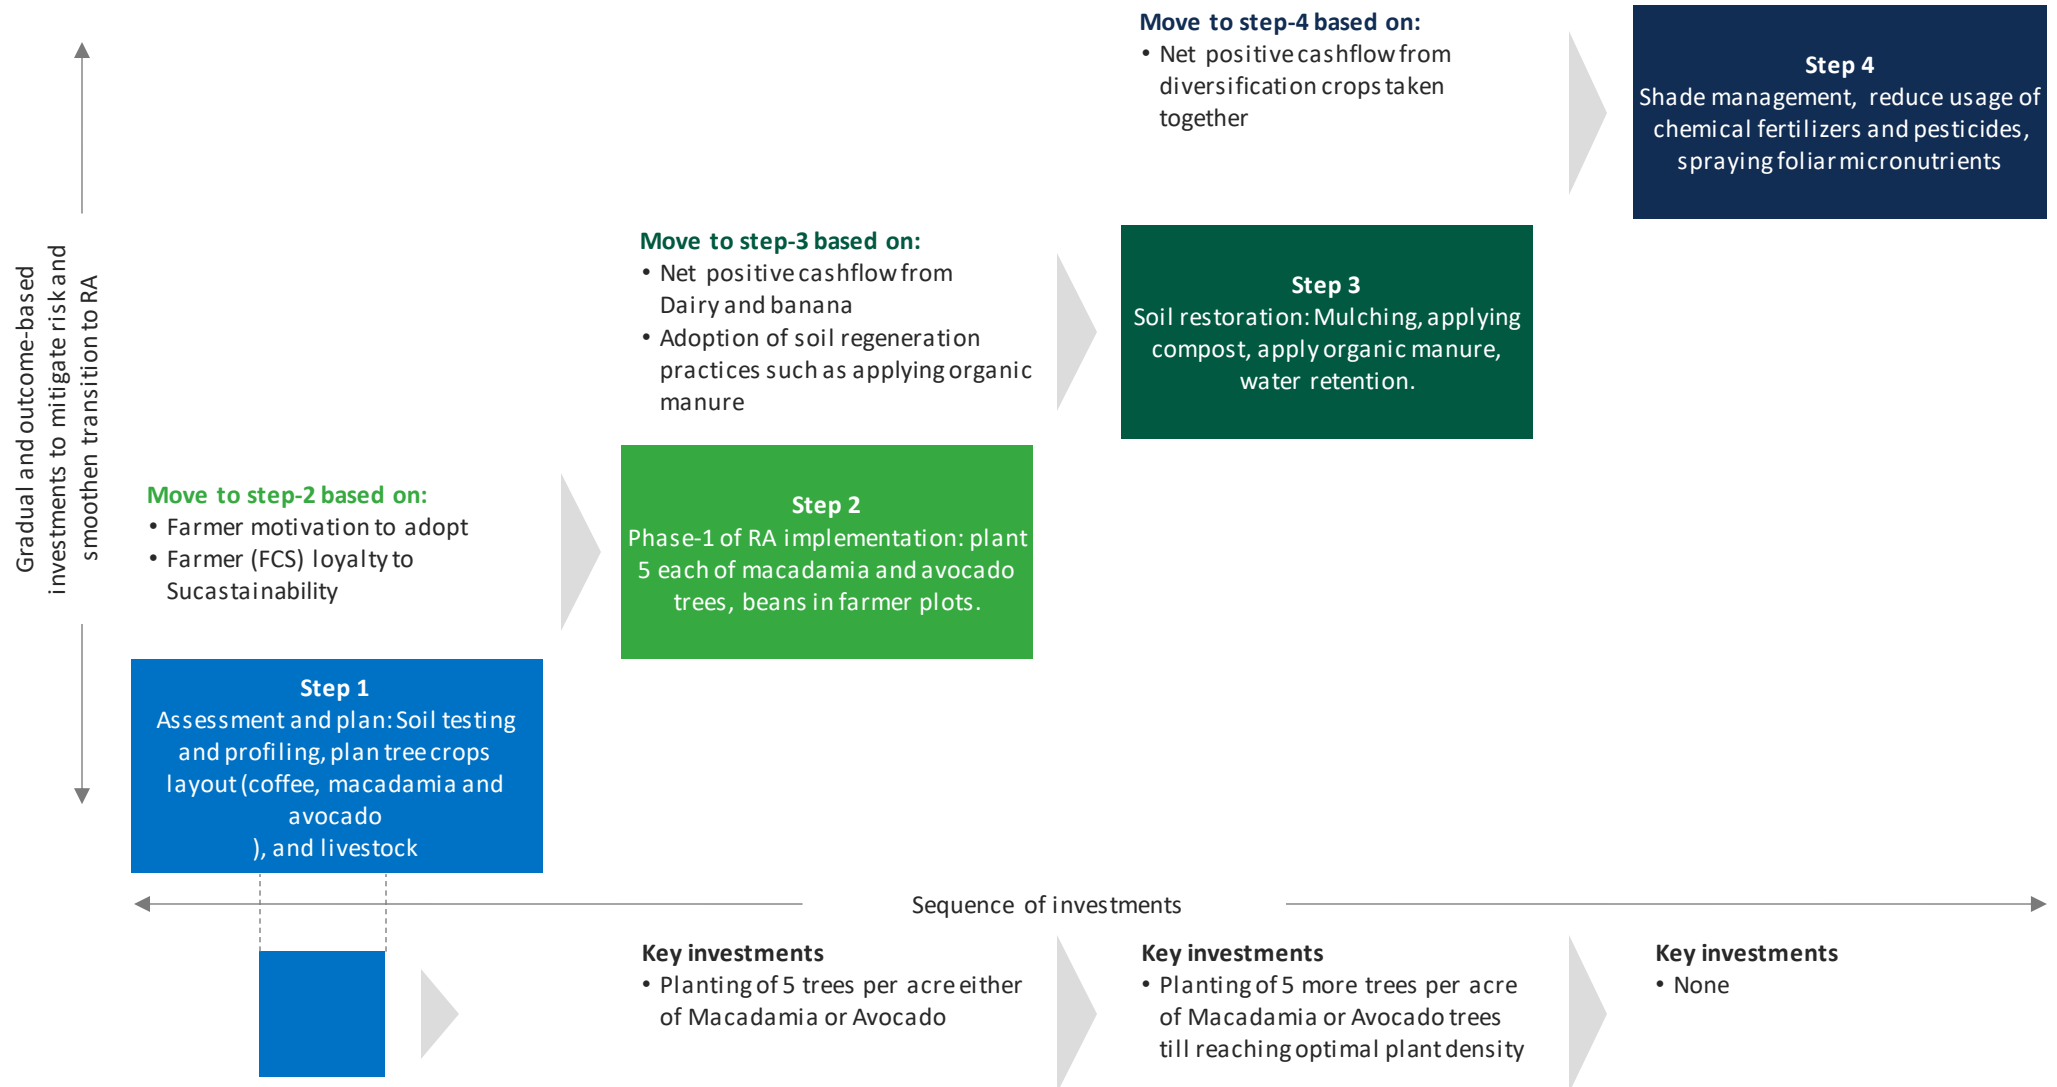 Move to step-4 based on:
• Net positive cashflow from
diversification crops taken
together
Step 4
Shade management, reduce usage of
chemical fertilizers and pesticides,
spraying foliar micronutrients
Gradual and outcome-based
investments to mitigate risk and
smoothen transition to RA
Move to step-3 based on:
• Net positive cashflow from
Dairy and banana
• Adoption of soil regeneration
practices such as applying organic
manure
Step 3
Soil restoration: Mulching, applying
compost, apply organic manure,
water retention.
Move to step-2 based on:
• Farmer motivation to adopt
• Farmer (FCS) loyalty to
Sucastainability
Step 2
Phase-1 of RA implementation: plant
5 each of macadamia and avocado
trees, beans in farmer plots.
Step 1
Assessment and plan: Soil testing
and profiling, plan tree crops
layout (coffee, macadamia and
avocado
), and livestock
Sequence of investments
Key investments
• Planting of 5 trees per acre either
of Macadamia or Avocado
Key investments
• Planting of 5 more trees per acre
of Macadamia or Avocado trees
till reaching optimal plant density
Key investments
• None